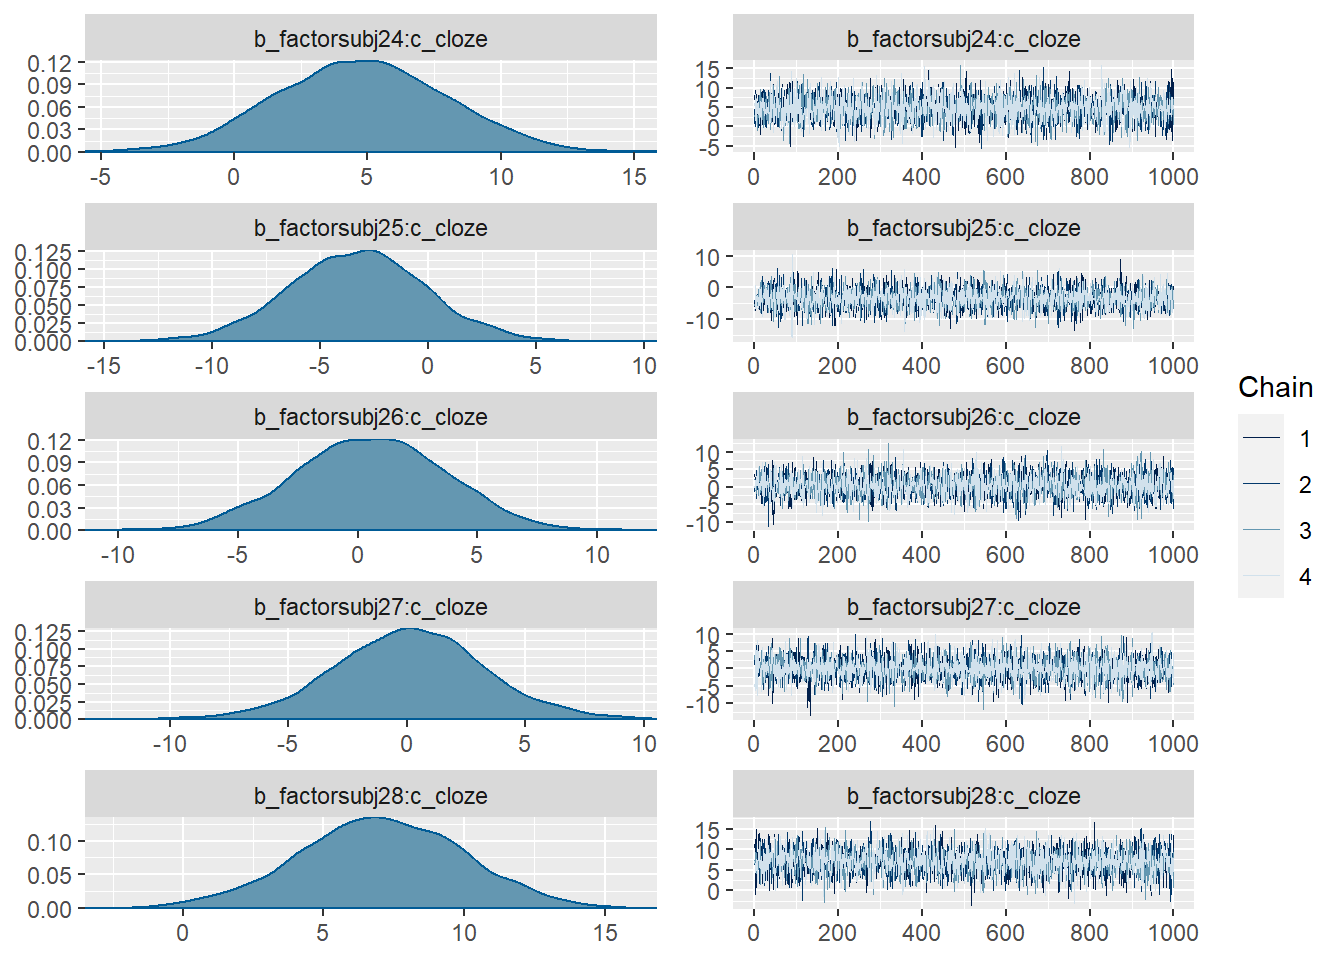 b_factorsubj24:c_cloze
0.12
0.09
0.06
0.03
0.00
-5 0 5 10 15
b_factorsubj24:c_cloze
15
10
5
0
-5
0 200 400 600 800 1000
b_factorsubj25:c_cloze
0.125
0.100
0.075
0.050
0.025
0.000
-15 -10 -5 0 5 10
b_factorsubj25:c_cloze
10
0
-10
0 200 400 600 800 1000
b_factorsubj26:c_cloze
0.12
0.09
0.06
0.03
0.00
-10 -5 0 5 10
b_factorsubj26:c_cloze
10
5
0
-5
-10
0 200 400 600 800 1000
b_factorsubj27:c_cloze
0.125
0.100
0.075
0.050
0.025
0.000
-10 -5 0 5 10
b_factorsubj27:c_cloze
10
5
0
-5
-10
0 200 400 600 800 1000
b_factorsubj28:c_cloze
0.10
0.05
0.00
0 5 10 15
b_factorsubj28:c_cloze
15
10
5
0
0 200 400 600 800 1000
Chain
1
2
3
4